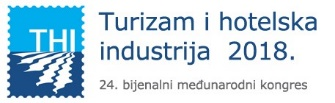 THI
Turizam i hotelska
industrija 2018.
24. bijenalni međunarodni kongres